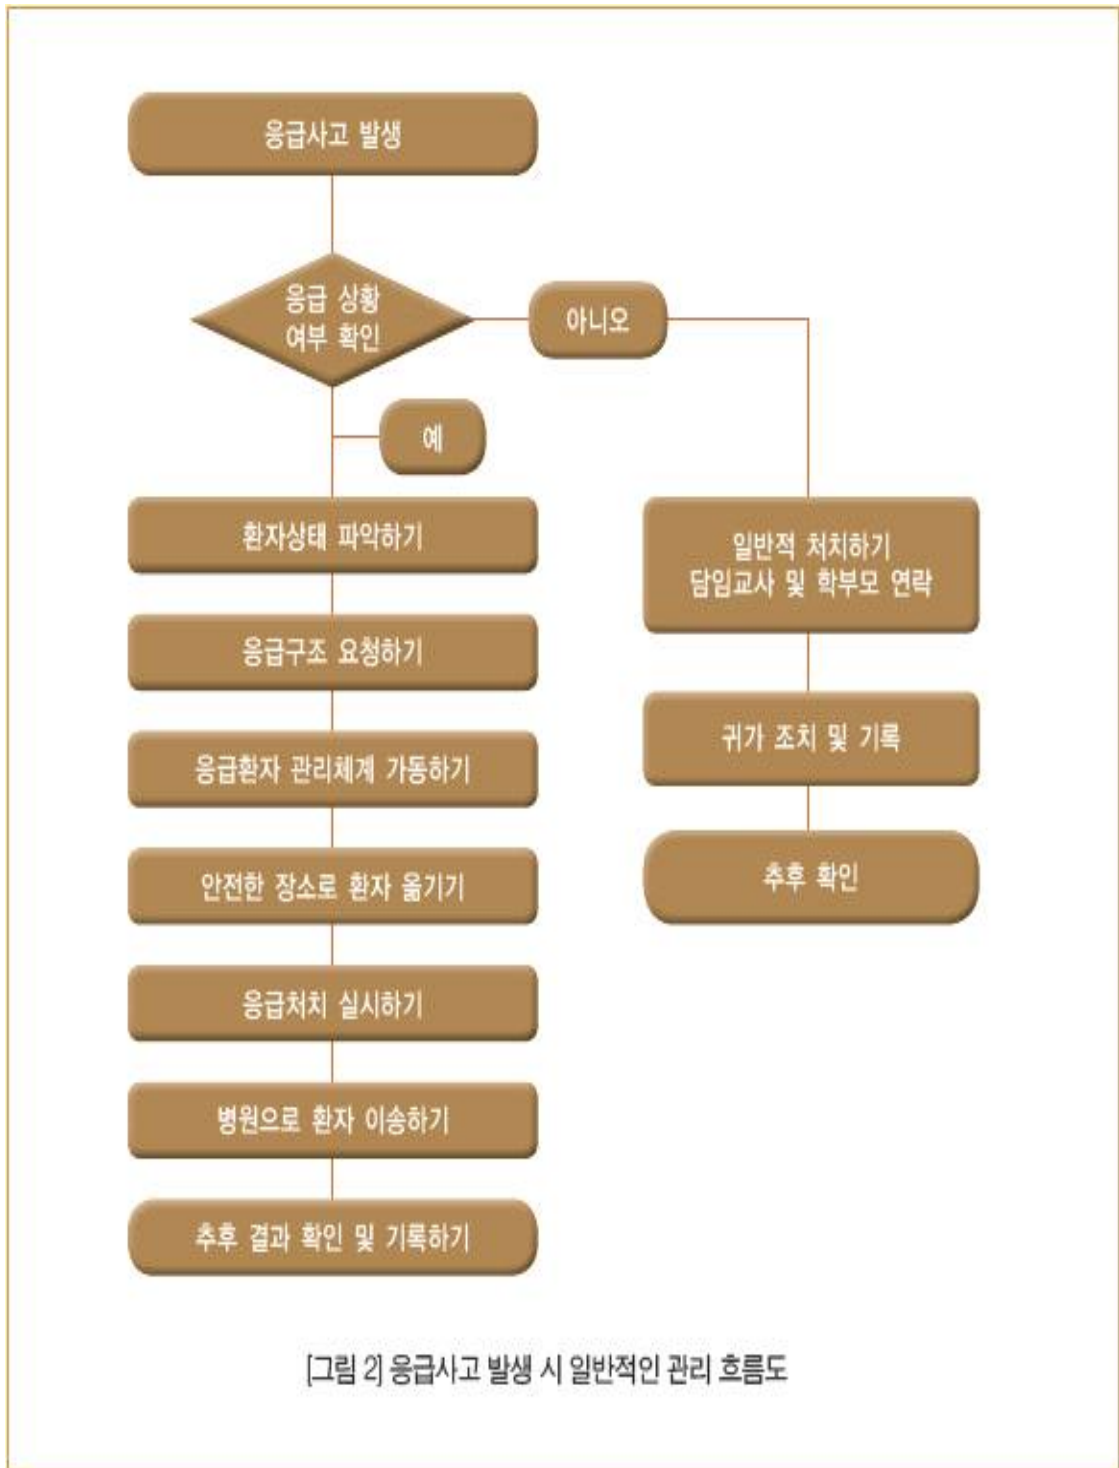 응급사고 발생
응급 상황
여부 확인
아니오
예
환자상태 파악하기
응급구조 요청하기
응급환자 관리체계 가동하기
안전한 장소로 환자 옮기기
응급처치 실시하기
병원으로 환자 이송하기
추후 결과 확인 및 기록하기
일반적 처치하기
담임교사 및 학부모 연락
귀가 조치 및 기록
추후 확인
[그림 2] 응급사고 발생 시 일반적인 관리 흐름도